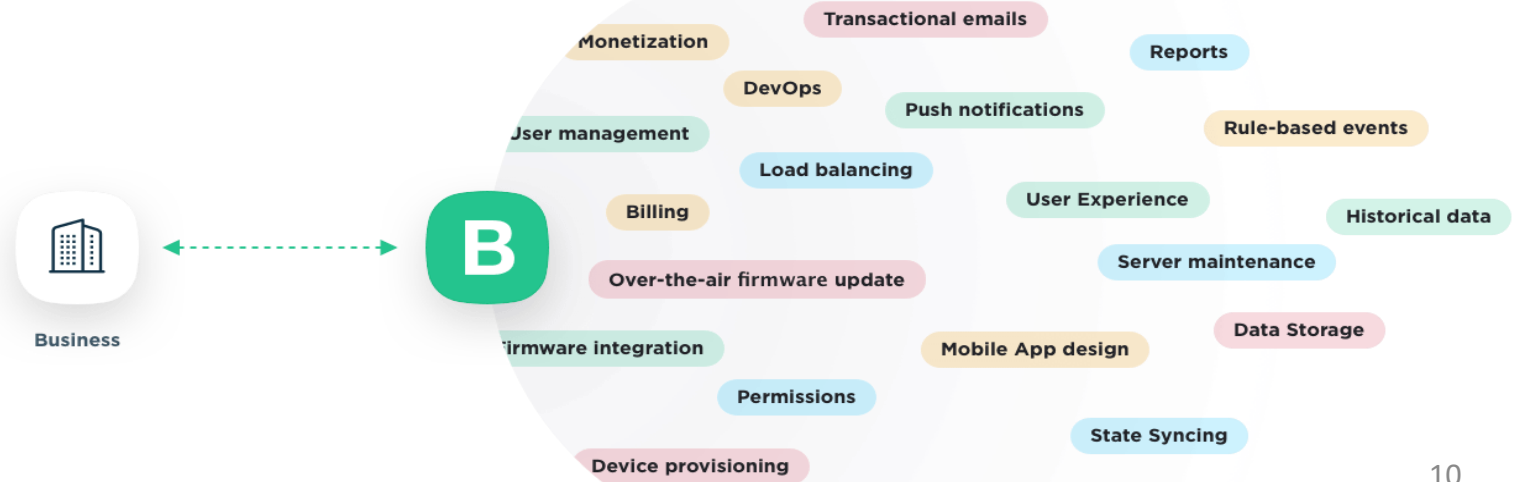 Transactional emails
Monetization
Reports
DevOps
Push notifications
Rule-based events
User management
Load balancing
User Experience
Billing
Historical data
B
Server maintenance
Over-the-air firmware update
Data Storage
Business
Firmware integration
Mobile App design
Permissions
State Syncing
Device provisioning
10